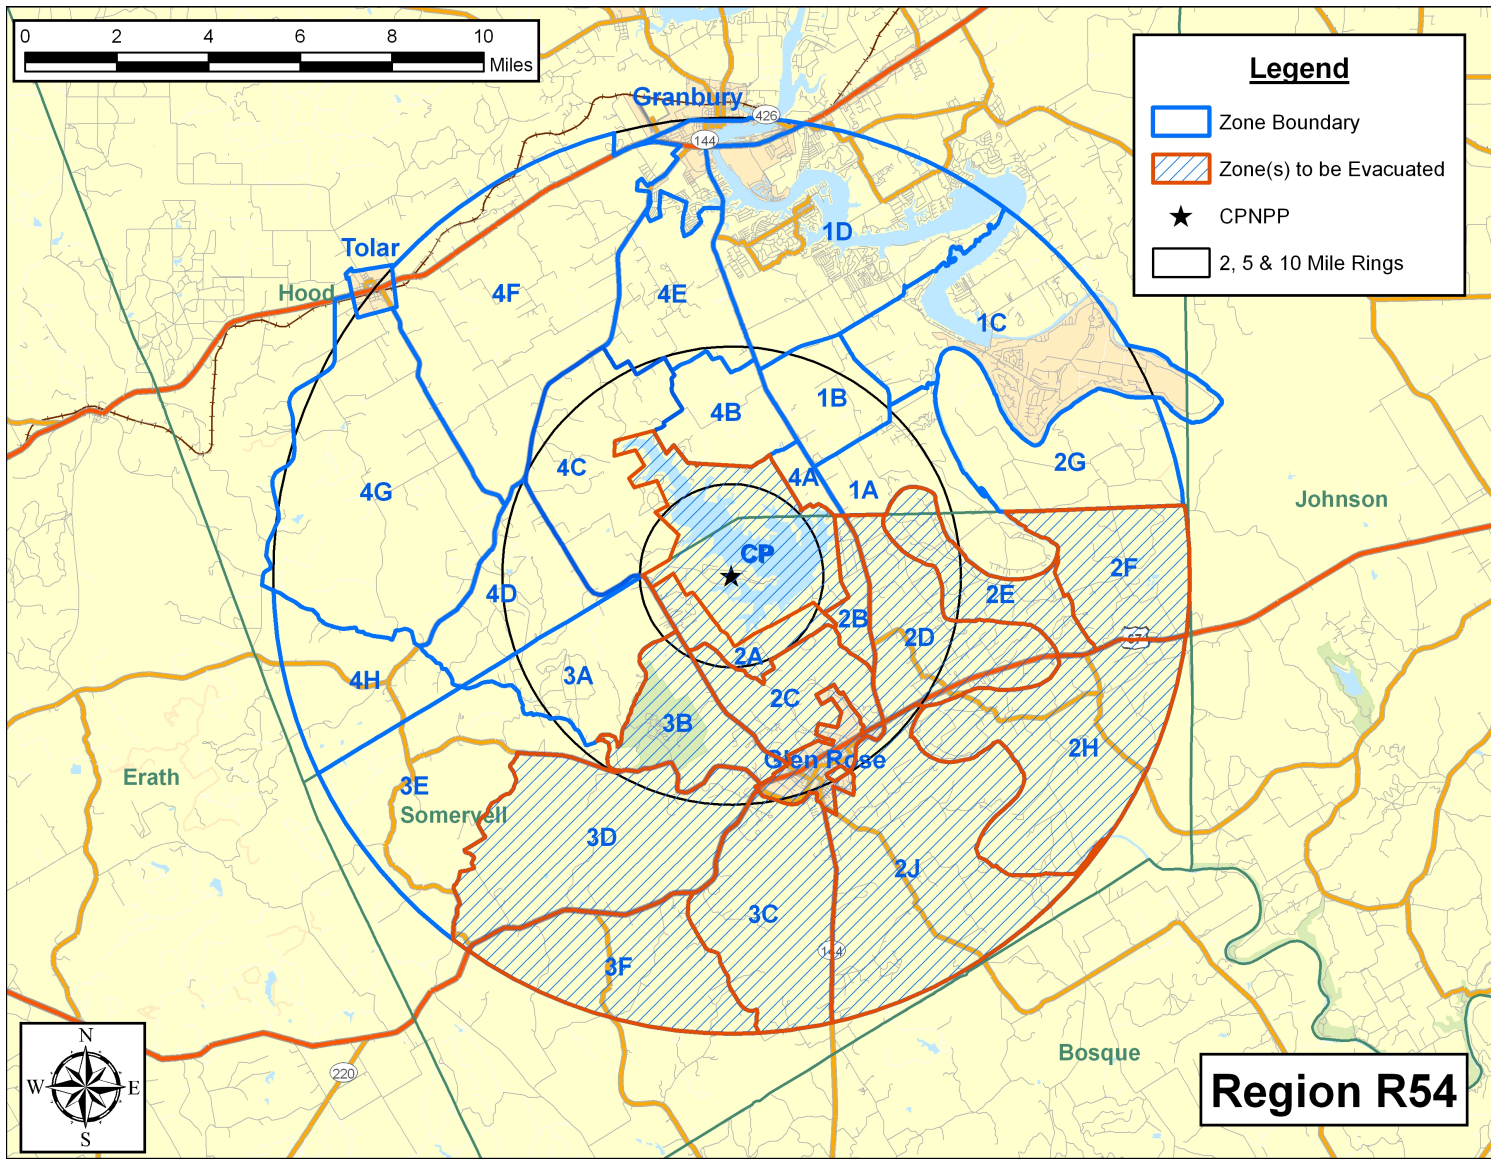 0 2 4 6 8 10
Miles
Legend
Zone Boundary
Zone(s) to be Evacuated
CPNPP
2, 5 & 10 Mile Rings
Granbury
426
144
1D
Tolar
Hood
4F
4E
1C
4B
1B
4C
4A
1A
2G
4G
Johnson
CP
2F
4D
2E
2B
2D
67
2A
3A
4H
2C
3B
2H
Glen Rose
Erath
3E
Somervell
3D
2J
3C
144
3F
Bosque
220
N
W E
S
Region R54